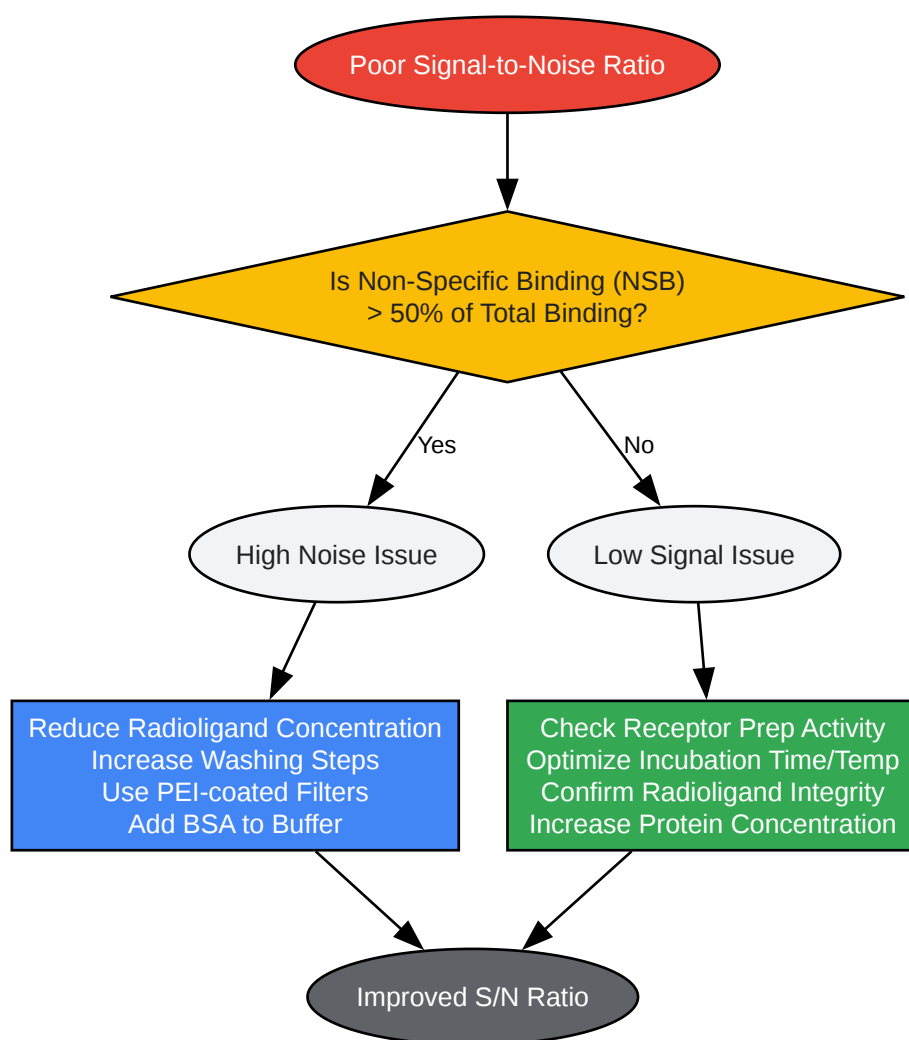 Poor Signal-to-Noise Ratio
Is Non-Specific Binding (NSB)
> 50% of Total Binding?
Yes
No
High Noise Issue
Low Signal Issue
Reduce Radioligand Concentration
Increase Washing Steps
Use PEI-coated Filters
Add BSA to Buffer
Check Receptor Prep Activity
Optimize Incubation Time/Temp
Confirm Radioligand Integrity
Increase Protein Concentration
Improved S/N Ratio